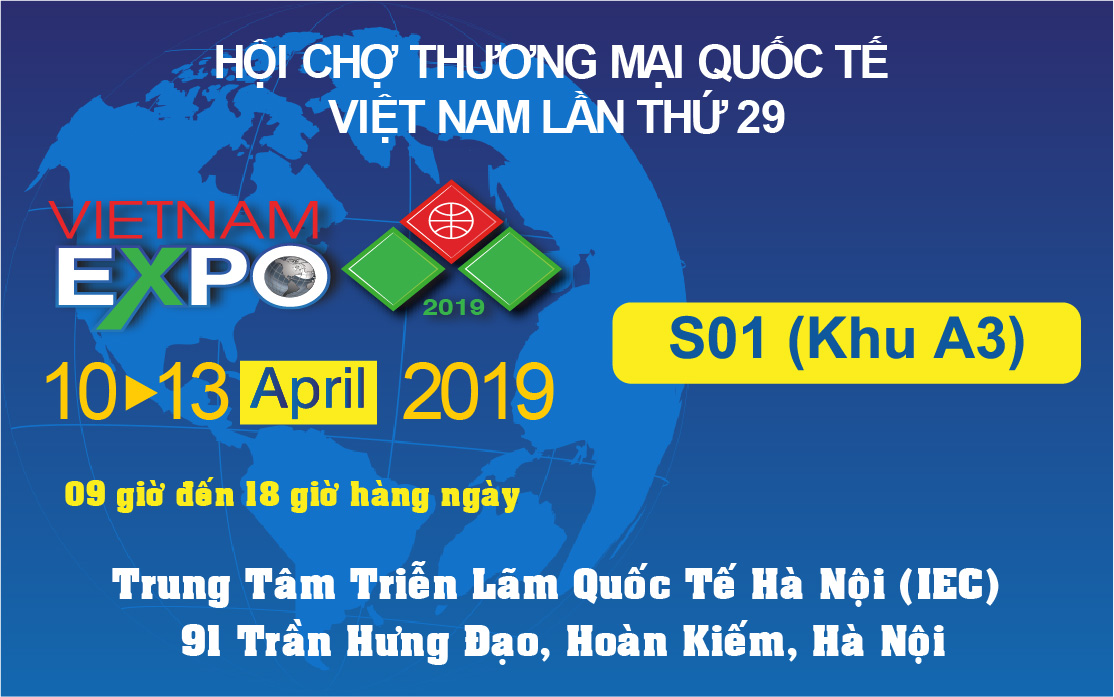 HỘI CHỢ THƯƠNG MẠI QUỐC TẾ
VIỆT NAM LẦN THỨ 29
VIETNAM
EXPO
2019
S01 (Khu A3)
10 ▶ 13 April 2019
09 giờ đến 18 giờ hàng ngày
Trung Tâm Triễn Lãm Quốc Tế Hà Nội (IEC)
91 Trần Hưng Đạo, Hoàn Kiếm, Hà Nội